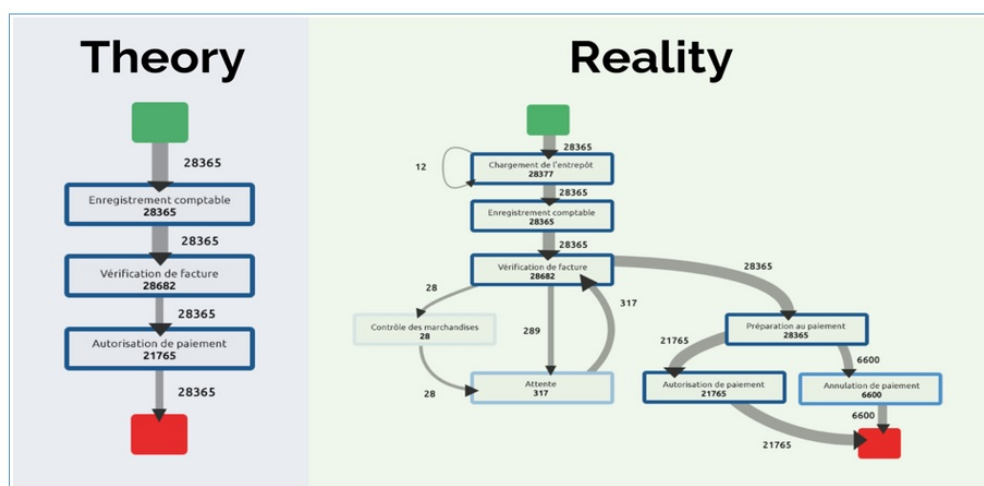 Theory
28365
Enregistrement comptable
28365
28365
Vérification de facture
28682
28365
Autorisation de paiement
21765
28365
Reality
28365
12
Chargement de l'entrepôt
28377
28365
Enregistrement comptable
28365
28365
Vérification de facture
28682
28365
28
317
Contrôle des marchandises
28
289
Préparation au paiement
28365
21765
6600
28
Attente
317
Autorisation de paiement
21765
Annulation de paiement
6600
6600
21765